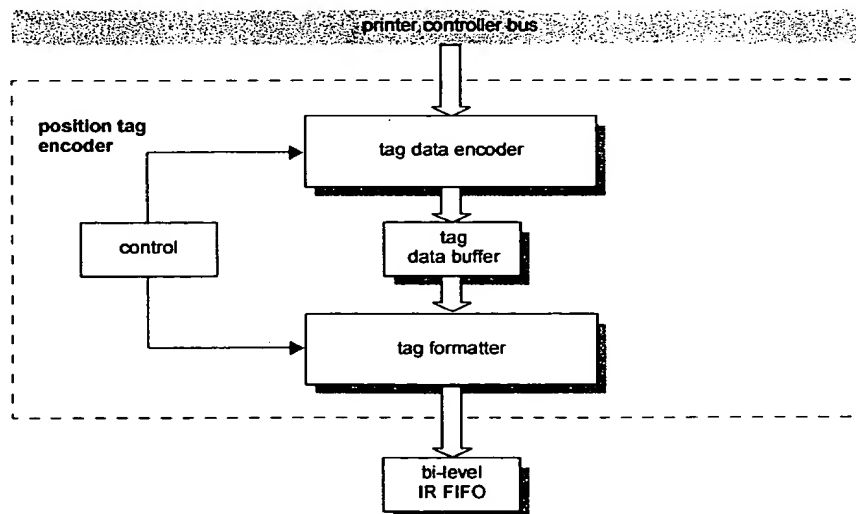 printer controller bus
position tag
encoder
tag data encoder
control
tag
data buffer
tag formatter
bi-level
IR FIFO